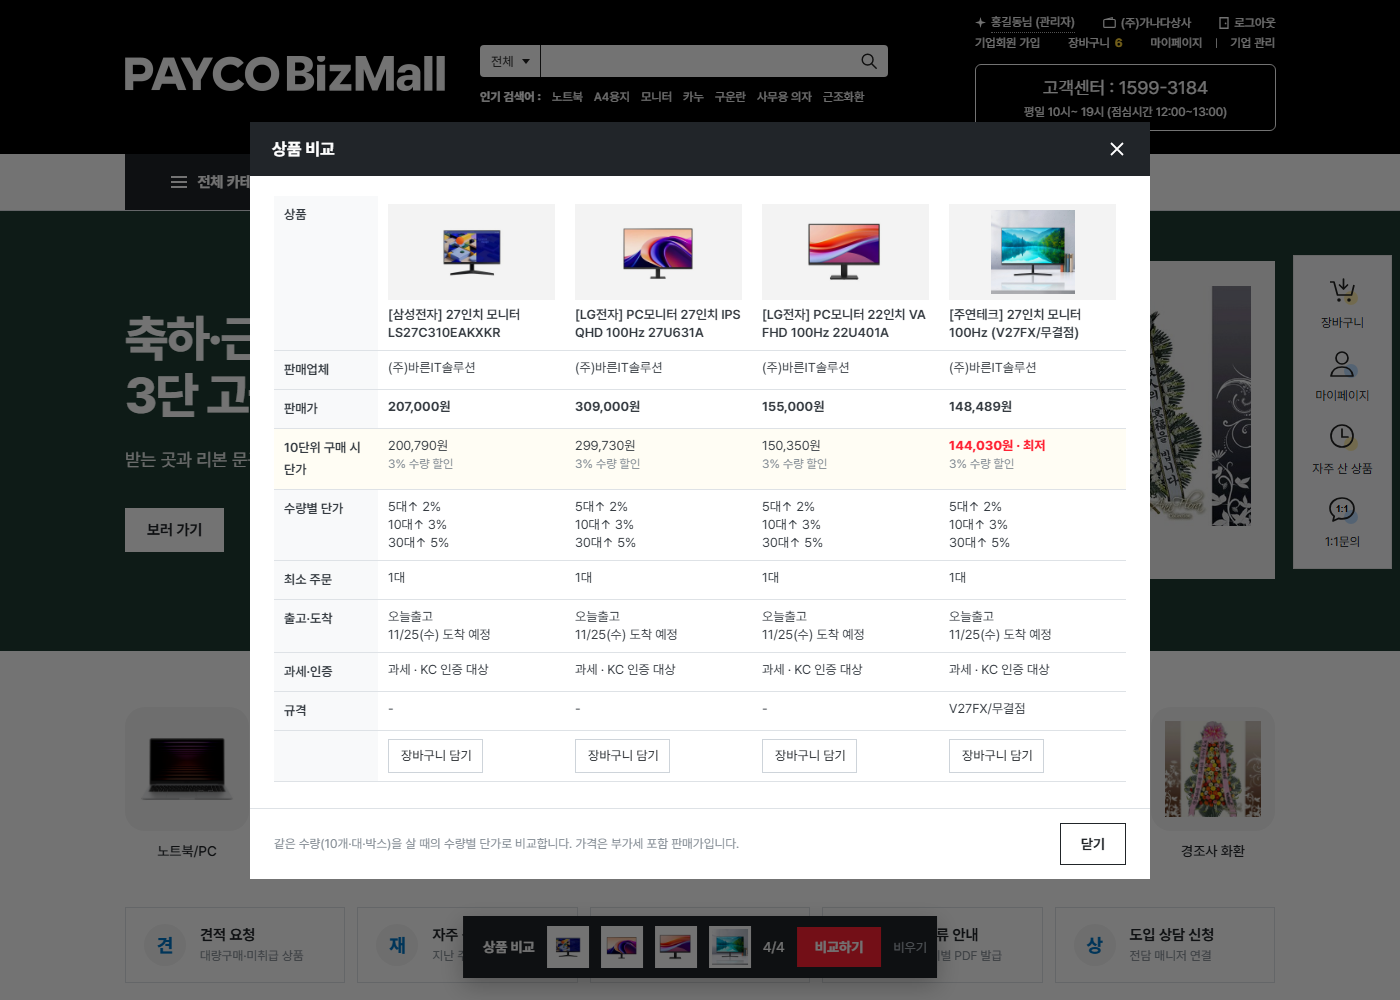 홍길동님 (관리자)
(주)가나다상사
로그아웃
기업회원 가입
장바구니 6
마이페이지
기업 관리
PAYCO BizMall
전체
인기 검색어 :
노트북
A4용지
모니터
카누
구운란
사무용 의자
근조화환
고객센터 : 1599-3184
평일 10시~ 19시 (점심시간 12:00~13:00)
전체
상품 비교
축하·
3단
받는 곳과 리본
보러 가기
상품
[삼성전자] 27인치 모니터
LS27C310EAKXKR
[LG전자] PC모니터 27인치 IPS
QHD 100Hz 27U631A
[LG전자] PC모니터 22인치 VA
FHD 100Hz 22U401A
[주연테크] 27인치 모니터
100Hz (V27FX/무결점)
판매업체
(주)바른IT솔루션
(주)바른IT솔루션
(주)바른IT솔루션
(주)바른IT솔루션
판매가
207,000원
309,000원
155,000원
148,489원
10단위 구매 시
단가
200,790원
3% 수량 할인
299,730원
3% 수량 할인
150,350원
3% 수량 할인
144,030원 · 최저
3% 수량 할인
수량별 단가
5대↑ 2%
10대↑ 3%
30대↑ 5%
5대↑ 2%
10대↑ 3%
30대↑ 5%
5대↑ 2%
10대↑ 3%
30대↑ 5%
5대↑ 2%
10대↑ 3%
30대↑ 5%
최소 주문
1대
1대
1대
1대
출고·도착
오늘출고
11/25(수) 도착 예정
오늘출고
11/25(수) 도착 예정
오늘출고
11/25(수) 도착 예정
오늘출고
11/25(수) 도착 예정
과세·인증
과세 · KC 인증 대상
과세 · KC 인증 대상
과세 · KC 인증 대상
과세 · KC 인증 대상
규격
-
-
-
V27FX/무결점
장바구니 담기
장바구니 담기
장바구니 담기
장바구니 담기
같은 수량(10개·대·박스)을 살 때의 수량별 단가로 비교합니다. 가격은 부가세 포함 판매가입니다.
닫기
장바구니
마이페이지
자주 산 상품
1:1
1:1문의
노트북/PC
경조사 화환
견
견적 요청
대량구매·미취급 상품
재
자주
지난
상품 비교
4/4
비교하기
비우기
안내
PDF 발급
상
도입 상담 신청
전담 매니저 연결